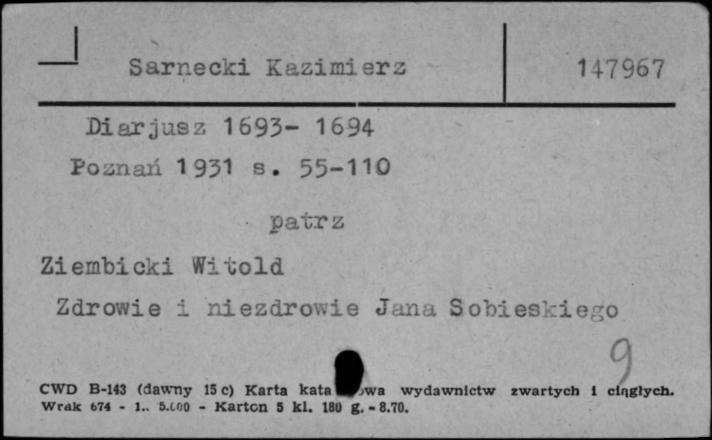 Sarnecki Kazimierz 147967
Diarjusz 1693- 1694
Poznań 1931 s. 55-110
patrz
Ziembicki Witold
Zdrowie i niezdrowie Jana Sobieskiego
9
CWD B-143 (dawny 15 c) Karta kata owa wydawnictw zwartych i ciągłych.
Wrak 674 - 1.. 5.000 - Karton 5 kl. 180 g. - 8.70.